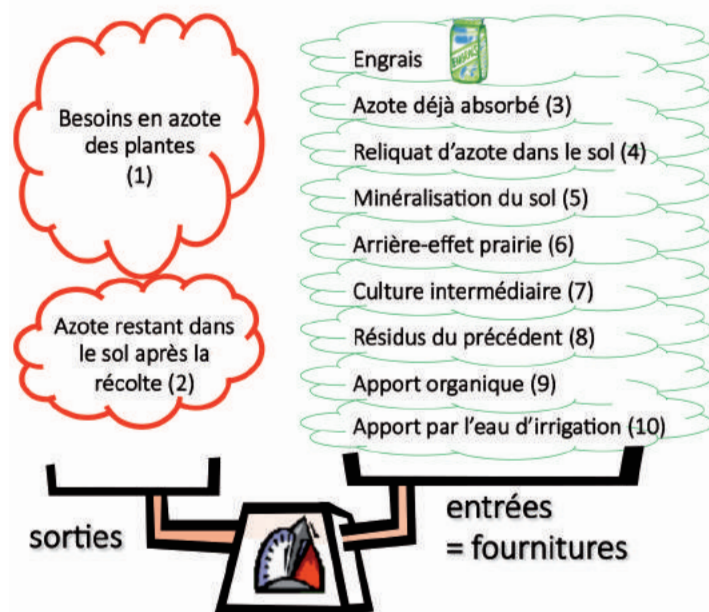 Besoins en azote
des plantes
(1)
Azote restant dans
le sol après la
récolte (2)
sorties
Engrais
Azote déjà absorbé (3)
Reliquat d'azote dans le sol (4)
Minéralisation du sol (5)
Arrière-effet prairie (6)
Culture intermédiaire (7)
Résidus du précédent (8)
Apport organique (9)
Apport par l'eau d'irrigation (10)
entrées
= fournitures